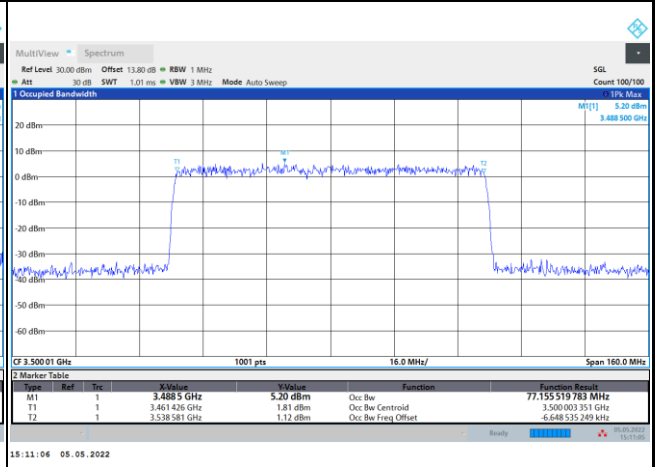 MultiView Spectrum
Ref Level 30.00 dBm Offset 13.80 dB RBW 1 MHz SGL
Att 30 dB SWT 1.01 ms VBW 3 MHz Mode Auto Sweep Count 100/100
1 Occupied Bandwidth 1Pk Max
M1[1] 5.20 dBm
3.488 500 GHz
20 dBm
10 dBm
M1
T1
T2
0 dBm
-10 dBm
-20 dBm
-30 dBm
-40 dBm
-50 dBm
-60 dBm
CF 3.500 01 GHz 1001 pts 16.0 MHz/ Span 160.0 MHz
2 Marker Table
Type Ref Trc X-Value Y-Value Function Function Result
M1 1 3.488 5 GHz 5.20 dBm Occ Bw 77.155 519 783 MHz
T1 1 3.461 426 GHz 1.81 dBm Occ Bw Centroid 3.500 003 351 GHz
T2 1 3.538 581 GHz 1.12 dBm Occ Bw Freq Offset -6.648 535 249 kHz
Ready 05.05.2022
15:11:05
15:11:06 05.05.2022